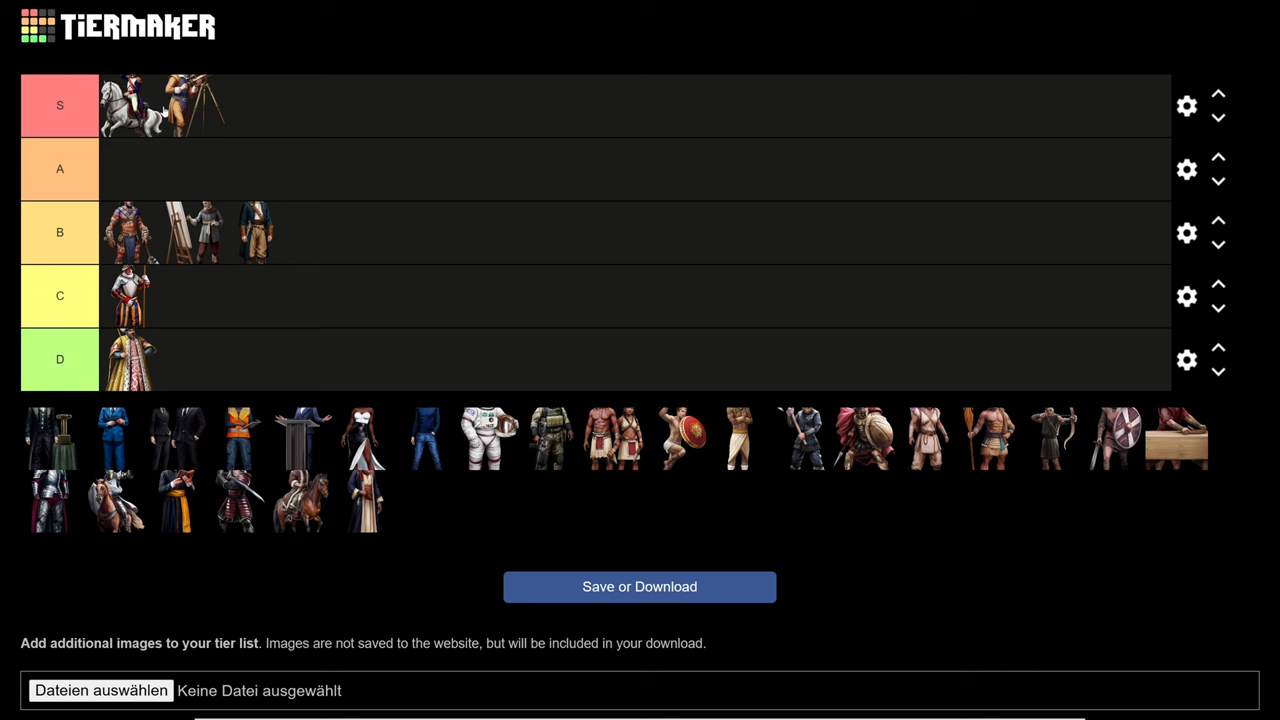 TIERMAKER
S
A
B
C
D
Save or Download
Add additional images to your tier list. Images are not saved to the website, but will be included in your download.
Dateien auswählen Keine Datei ausgewählt